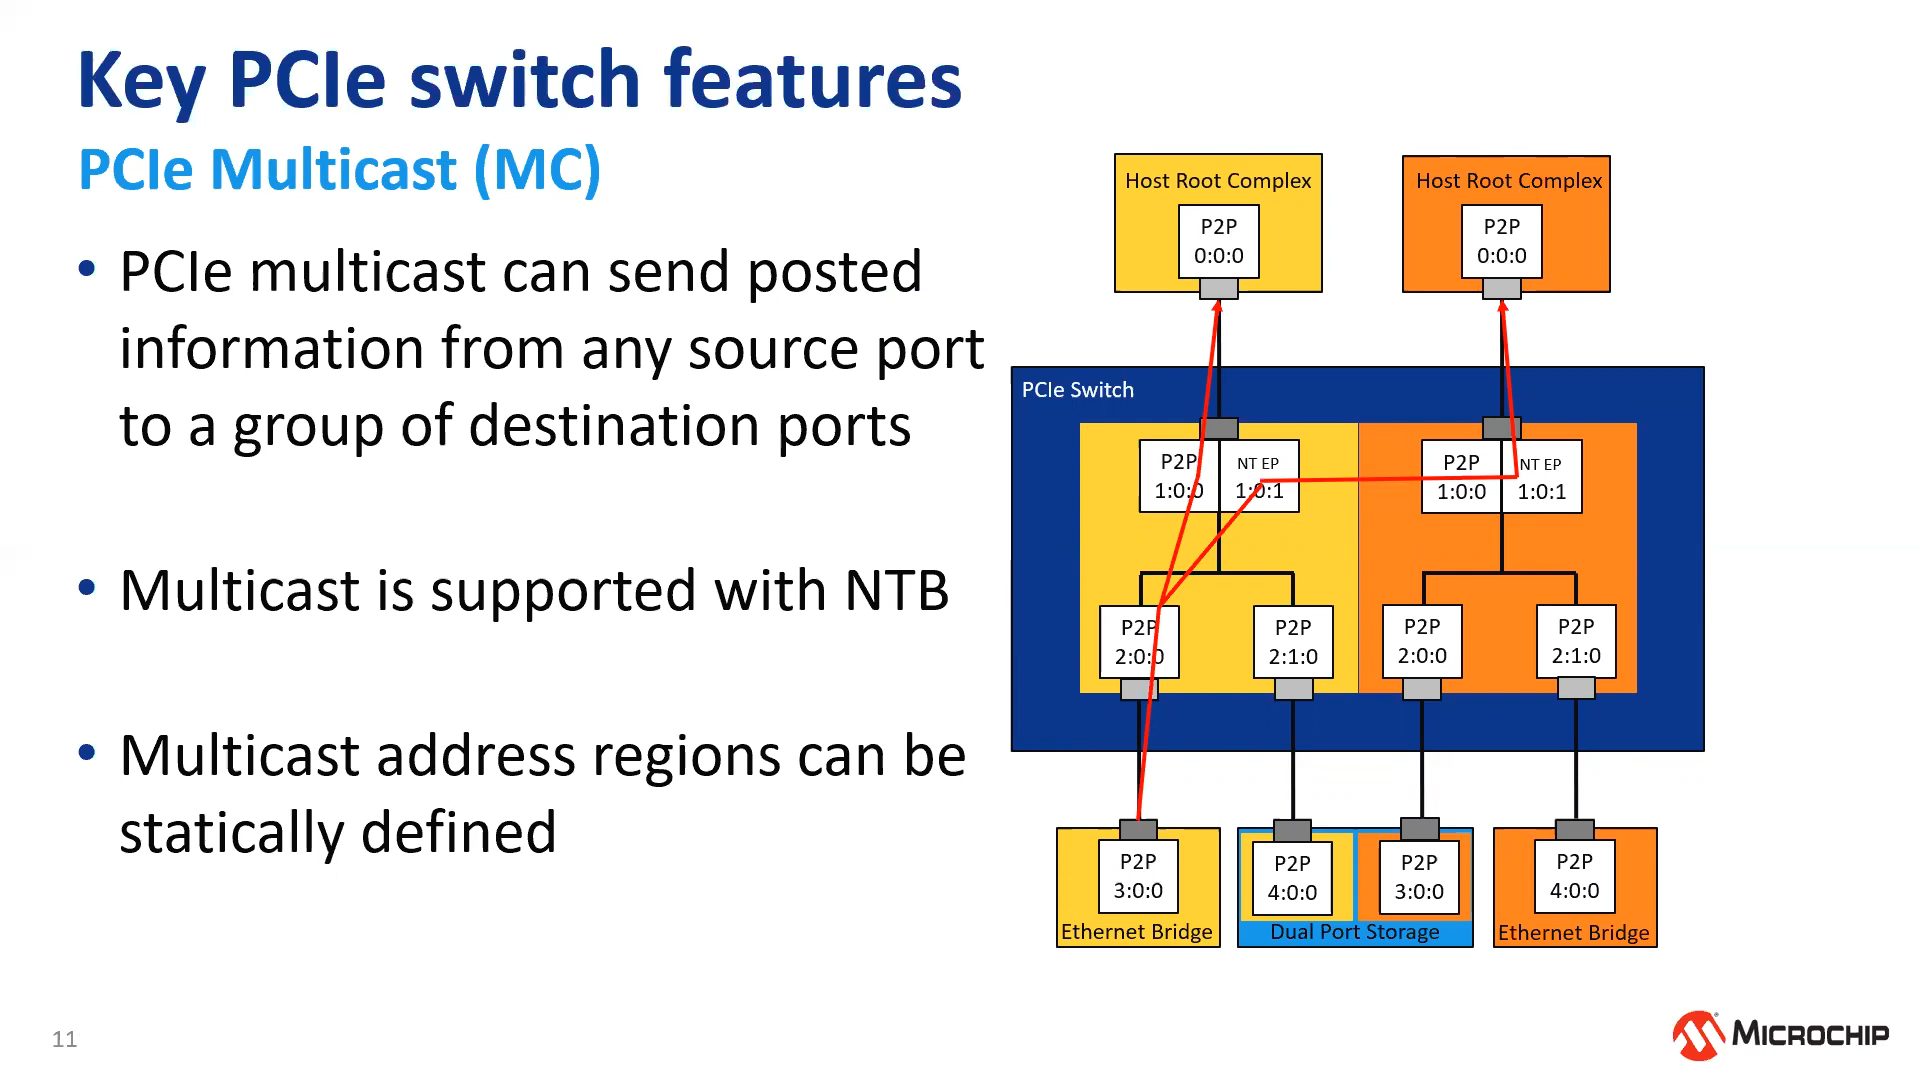 Key PCIe switch features
PCIe Multicast (MC)
• PCIe multicast can send posted
information from any source port
to a group of destination ports
• Multicast is supported with NTB
• Multicast address regions can be
statically defined
Host Root Complex
P2P
0:0:0
Host Root Complex
P2P
0:0:0
PCIe Switch
P2P
1:0:0
NT EP
1:0:1
P2P
1:0:0
NT EP
1:0:1
P2P
2:0:0
P2P
2:1:0
P2P
2:0:0
P2P
2:1:0
P2P
3:0:0
Ethernet Bridge
P2P
4:0:0
P2P
3:0:0
Dual Port Storage
P2P
4:0:0
Ethernet Bridge
11
MICROCHIP